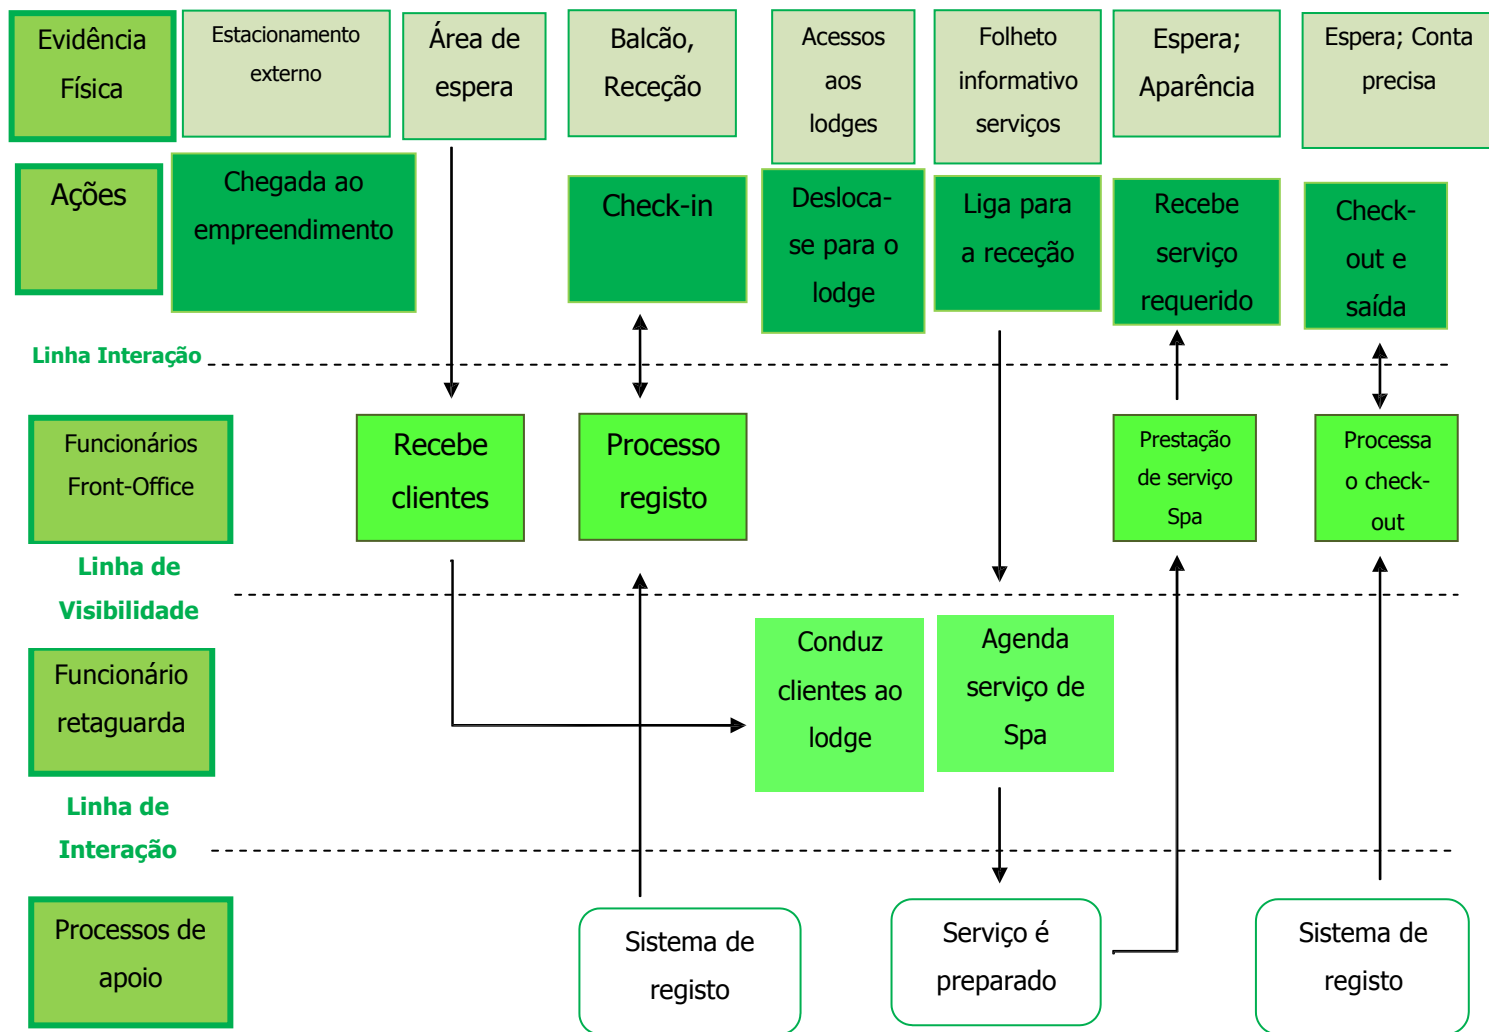 Evidência
Física
Estacionamento
externo
Área de
espera
Balcão,
Receção
Acessos
aos
lodges
Folheto
informativo
serviços
Espera;
Aparência
Espera; Conta
precisa
Ações
Chegada ao
empreendimento
Check-in
Desloca-
se para o
lodge
Liga para
a receção
Recebe
serviço
requerido
Check-
out e
saída
Linha Interação
Funcionários
Front-Office
Recebe
clientes
Processo
registo
Prestação
de serviço
Spa
Processa
o check-
out
Linha de
Visibilidade
Funcionário
retaguarda
Conduz
clientes ao
lodge
Agenda
serviço de
Spa
Linha de
Interação
Processos de
apoio
Sistema de
registo
Serviço é
preparado
Sistema de
registo